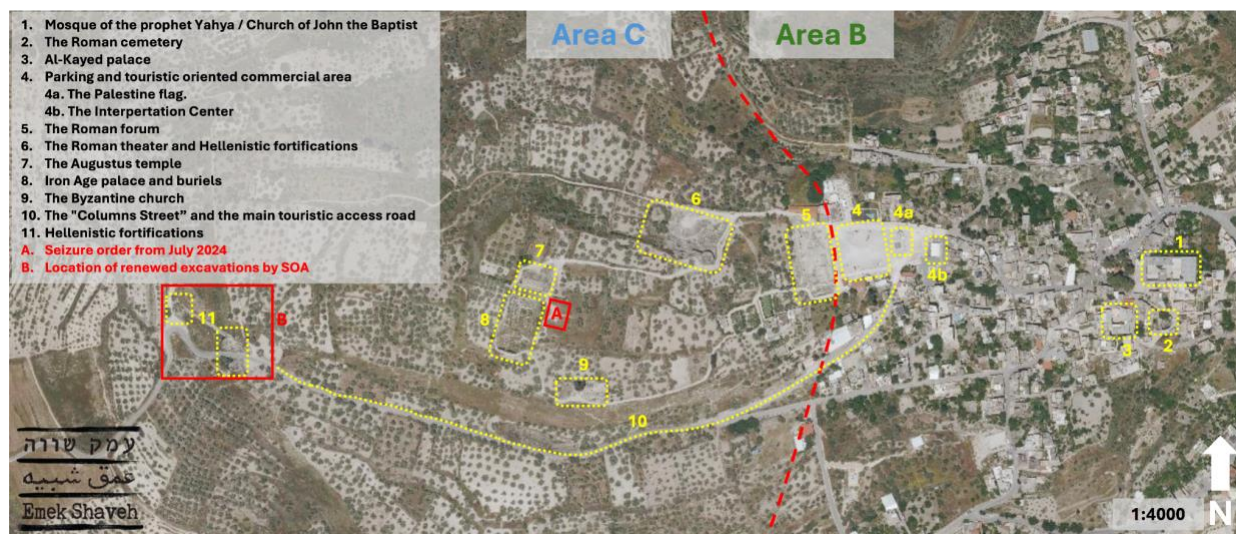 1. Mosque of the prophet Yahya / Church of John the Baptist
2. The Roman cemetery
3. Al-Kayed palace
4. Parking and touristic oriented commercial area
4a. The Palestine flag.
4b. The Interpertation Center
5. The Roman forum
6. The Roman theater and Hellenistic fortifications
7. The Augustus temple
8. Iron Age palace and buriels
9. The Byzantine church
10. The "Columns Street” and the main touristic access road
11. Hellenistic fortifications
A. Seizure order from July 2024
B. Location of renewed excavations by SOA
Area C
Area B
6
5
4
4a
4b
1
7
8
A
11
B
9
3
2
10
עמק שווה
عمق شبيه
Emek Shaveh
1:4000
N